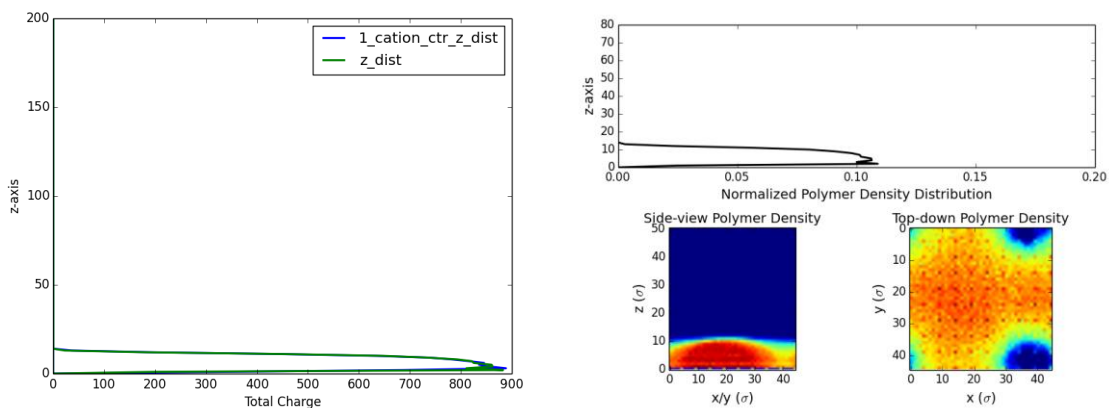 200
150
100
50
0
z-axis
1_cation_ctr_z_dist
z_dist
0 100 200 300 400 500 600 700 800 900
Total Charge
80
70
60
50
40
30
20
10
0
z-axis
0.00 0.05 0.10 0.15 0.20
Normalized Polymer Density Distribution
Side-view Polymer Density
50
40
30
20
10
0
z (σ)
0 10 20 30 40
x/y (σ)
Top-down Polymer Density
0
10
20
30
40
y (σ)
0 10 20 30 40
x (σ)